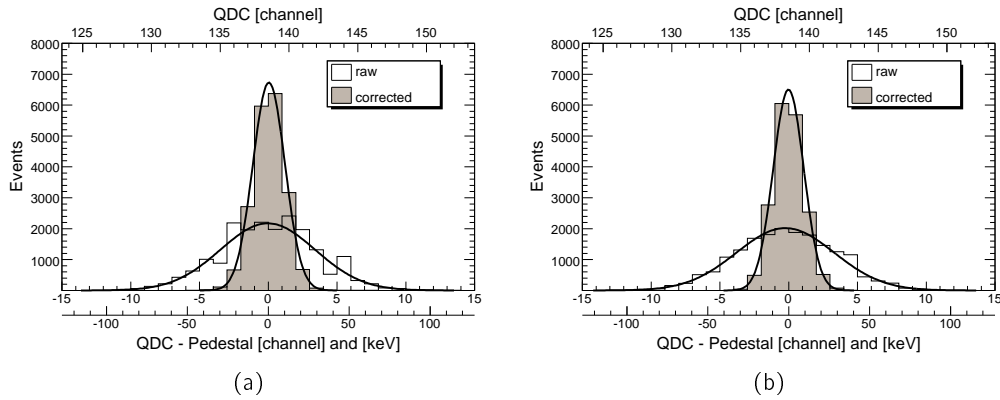 QDC [channel]
125 130 135 140 145 150
8000
7000
6000
5000
4000
3000
2000
1000
Events
raw
corrected
-15 -10 -5 0 5 10 15
-100 -50 0 50 100
QDC - Pedestal [channel] and [keV]
(a)
QDC [channel]
125 130 135 140 145 150
8000
7000
6000
5000
4000
3000
2000
1000
Events
raw
corrected
-15 -10 -5 0 5 10 15
-100 -50 0 50 100
QDC - Pedestal [channel] and [keV]
(b)